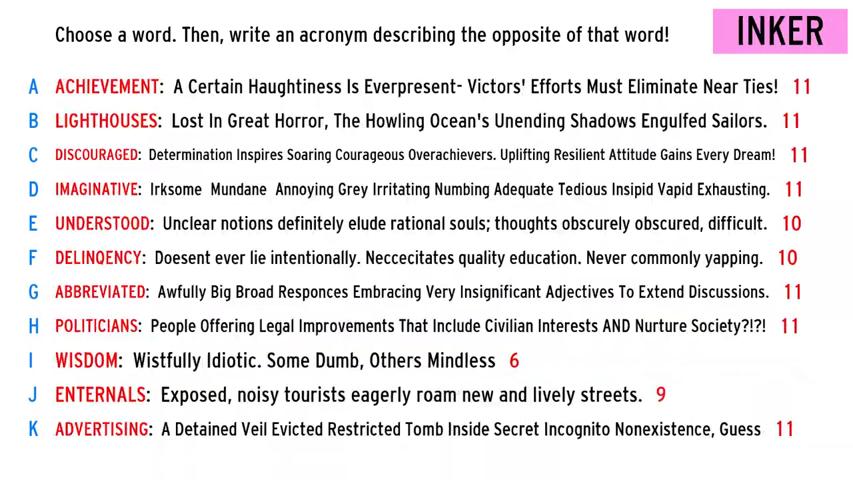 Choose a word. Then, write an acronym describing the opposite of that word!
INKER
A ACHIEVEMENT: A Certain Haughtiness Is Everpresent- Victors' Efforts Must Eliminate Near Ties! 11
B LIGHTHOUSES: Lost In Great Horror, The Howling Ocean's Unending Shadows Engulfed Sailors. 11
C DISCOURAGED: Determination Inspires Soaring Courageous Overachievers. Uplifting Resilient Attitude Gains Every Dream! 11
D IMAGINATIVE: Irksome Mundane Annoying Grey Irritating Numbing Adequate Tedious Insipid Vapid Exhausting. 11
E UNDERSTOOD: Unclear notions definitely elude rational souls; thoughts obscurely obscured, difficult. 10
F DELINQENCY: Doesent ever lie intentionally. Neccecitates quality education. Never commonly yapping. 10
G ABBREVIATED: Awfully Big Broad Responces Embracing Very Insignificant Adjectives To Extend Discussions. 11
H POLITICIANS: People Offering Legal Improvements That Include Civilian Interests AND Nurture Society?!?! 11
I WISDOM: Wistfully Idiotic. Some Dumb, Others Mindless 6
J ENTERNALS: Exposed, noisy tourists eagerly roam new and lively streets. 9
K ADVERTISING: A Detained Veil Evicted Restricted Tomb Inside Secret Incognito Nonexistence, Guess 11